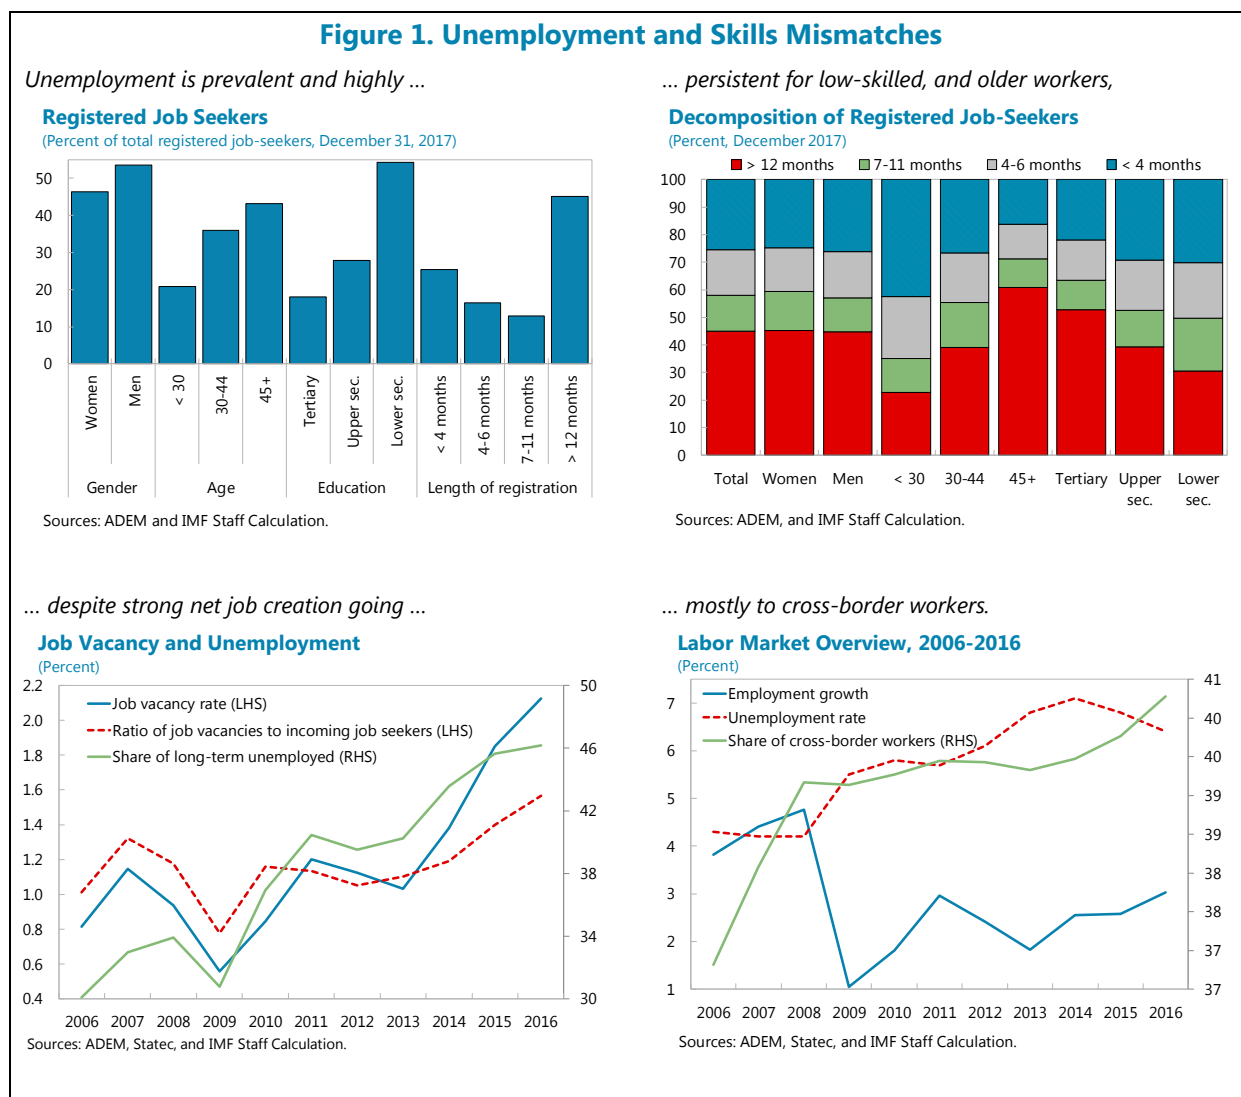 Figure 1. Unemployment and Skills Mismatches
Unemployment is prevalent and highly ...
Registered Job Seekers
(Percent of total registered job-seekers, December 31, 2017)
50
40
30
20
10
0
Women
Men
< 30
30-44
45+
Tertiary
Upper sec.
Lower sec.
< 4 months
4-6 months
7-11 months
> 12 months
Gender
Age
Education
Length of registration
Sources: ADEM and IMF Staff Calculation.
... persistent for low-skilled, and older workers,
Decomposition of Registered Job-Seekers
(Percent, December 2017)
> 12 months
7-11 months
4-6 months
< 4 months
100
90
80
70
60
50
40
30
20
10
0
Total
Women
Men
< 30
30-44
45+
Tertiary
Upper
sec.
Lower
sec.
Sources: ADEM, and IMF Staff Calculation.
... despite strong net job creation going ...
Job Vacancy and Unemployment
(Percent)
2.2
2.0
1.8
1.6
1.4
1.2
1.0
0.8
0.6
0.4
Job vacancy rate (LHS)
Ratio of job vacancies to incoming job seekers (LHS)
Share of long-term unemployed (RHS)
50
46
42
38
34
30
2006 2007 2008 2009 2010 2011 2012 2013 2014 2015 2016
Sources: ADEM, Statec, and IMF Staff Calculation.
... mostly to cross-border workers.
Labor Market Overview, 2006-2016
(Percent)
7
6
5
4
3
2
1
Employment growth
Unemployment rate
Share of cross-border workers (RHS)
41
40
40
39
39
38
38
37
37
2006 2007 2008 2009 2010 2011 2012 2013 2014 2015 2016
Sources: ADEM, Statec, and IMF Staff Calculation.